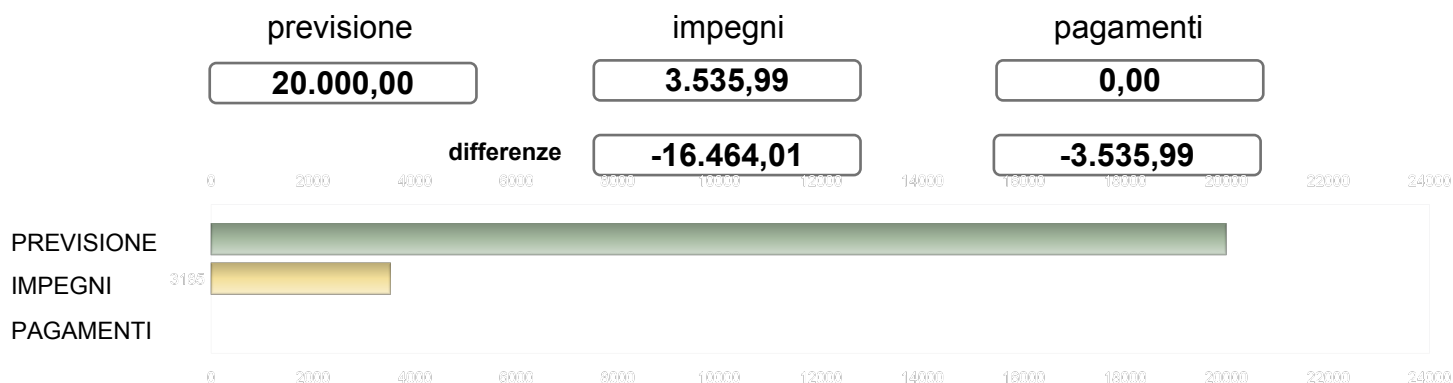 previsione impegni pagamenti
20.000,00 3.535,99 0,00
differenze -16.464,01 -3.535,99
0 2000 4000 6000 8000 10000 12000 14000 16000 18000 20000 22000 24000
PREVISIONE
3185
IMPEGNI
PAGAMENTI
0 2000 4000 6000 8000 10000 12000 14000 16000 18000 20000 22000 24000